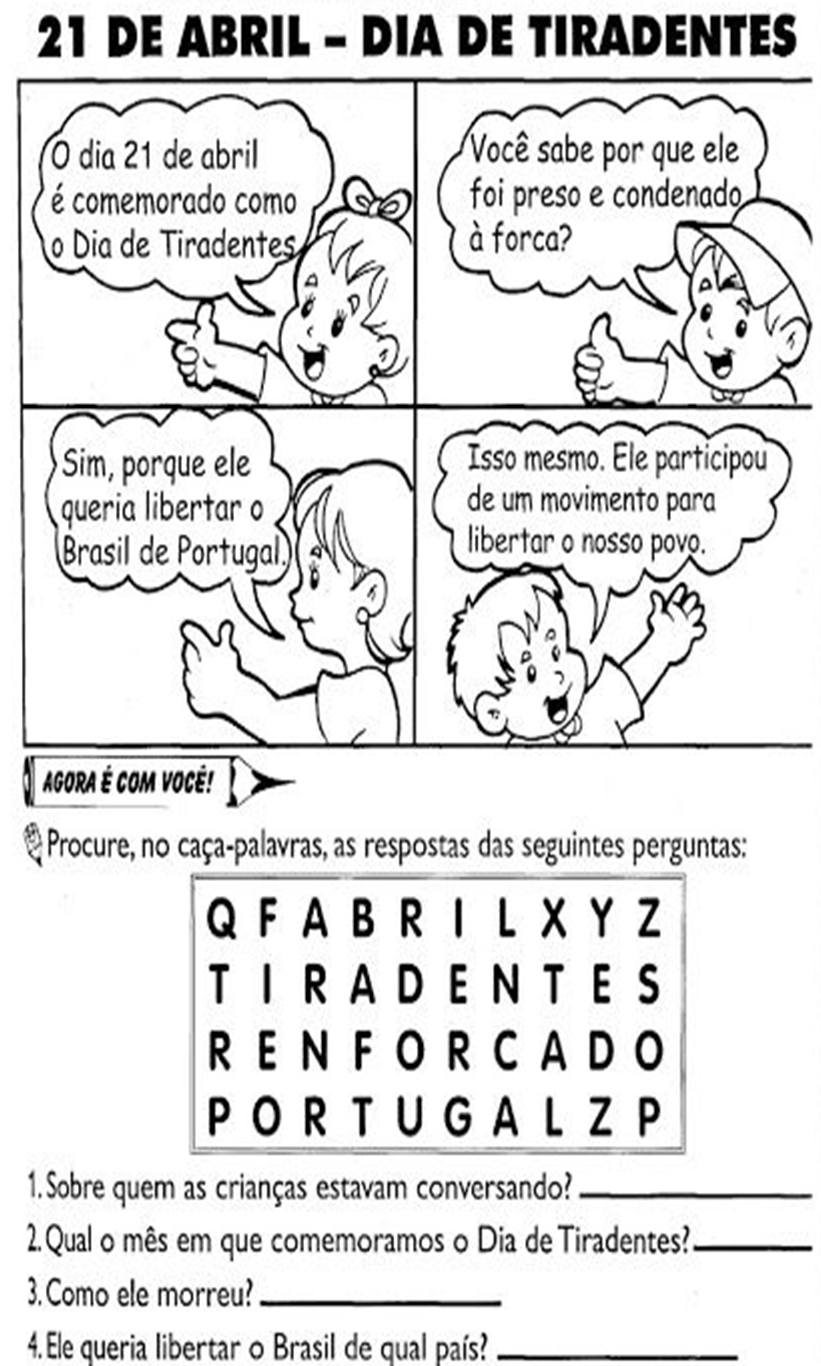 21 DE ABRIL – DIA DE TIRADENTES
O dia 21 de abril
é comemorado como
o Dia de Tiradentes
Você sabe por que ele
foi preso e condenado
à forca?
Sim, porque ele
queria libertar o
Brasil de Portugal.
Isso mesmo. Ele participou
de um movimento para
libertar o nosso povo.
AGORA É COM VOCÊ!
Procure, no caça-palavras, as respostas das seguintes perguntas:
Q F A B R I L X Y Z
T I R A D E N T E S
R E N F O R C A D O
P O R T U G A L Z P
1. Sobre quem as crianças estavam conversando?
2. Qual o mês em que comemoramos o Dia de Tiradentes?
3. Como ele morreu?
4. Ele queria libertar o Brasil de qual país?